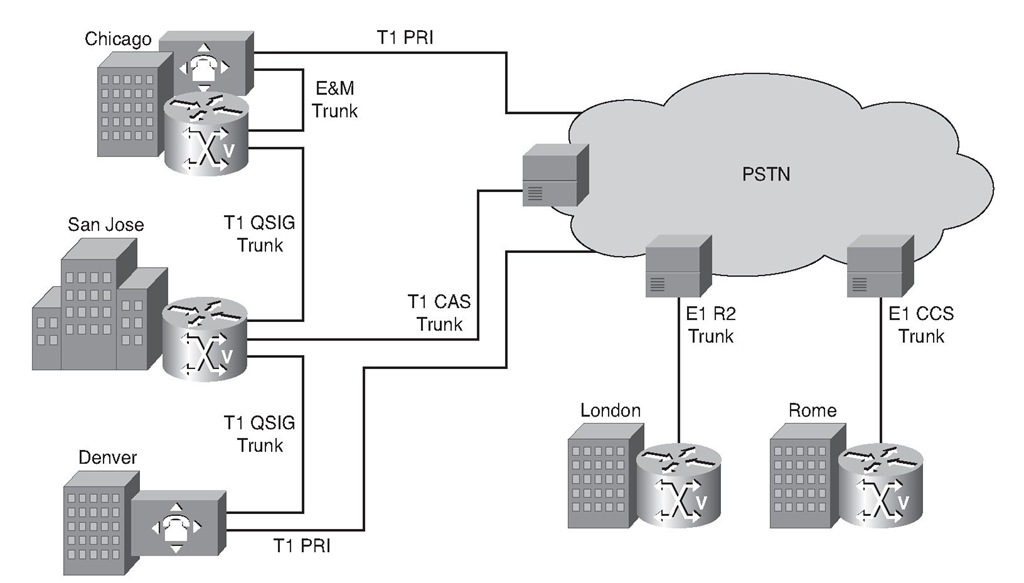 Chicago
T1 PRI
E&M
Trunk
V
PSTN
San Jose
T1 QSIG
Trunk
V
T1 CAS
Trunk
E1 R2
Trunk
E1 CCS
Trunk
T1 QSIG
Trunk
London
V
Rome
V
Denver
T1 PRI